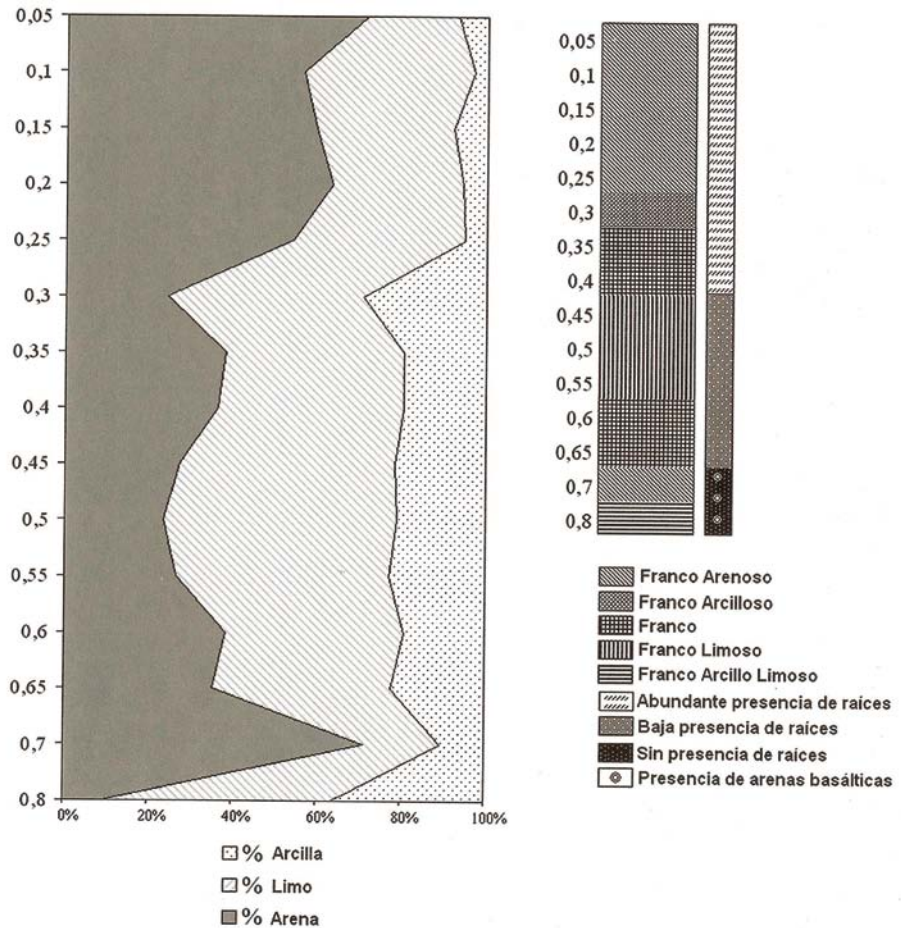 0,05
0,1
0,15
0,2
0,25
0,3
0,35
0,4
0,45
0,5
0,55
0,6
0,65
0,7
0,8
0% 20% 40% 60% 80% 100%
% Arcilla
% Limo
% Arena
0,05
0,1
0,15
0,2
0,25
0,3
0,35
0,4
0,45
0,5
0,55
0,6
0,65
0,7
0,8
Franco Arenoso
Franco Arcilloso
Franco
Franco Limoso
Franco Arcillo Limoso
Abundante presencia de raíces
Baja presencia de raíces
Sin presencia de raíces
Presencia de arenas basálticas